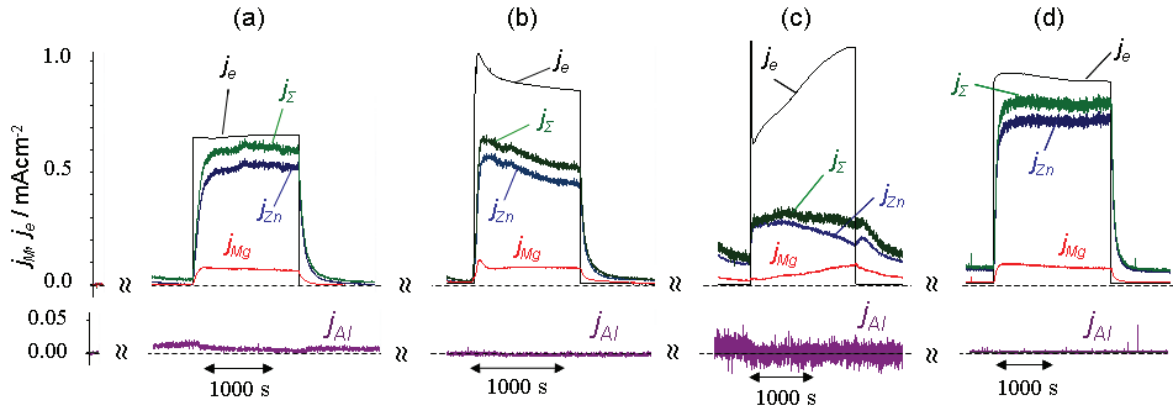 (a) (b) (c) (d)
1.0
0.5
0.0
0.05
0.00
j_M, j_e / mAcm-2
j_e
j_Σ
j_Zn
j_Mg
j_Al
1000 s
j_e
j_Σ
j_Zn
j_Mg
j_Al
1000 s
j_e
j_Σ
j_Zn
j_Mg
j_Al
1000 s
j_e
j_Σ
j_Zn
j_Mg
j_Al
1000 s